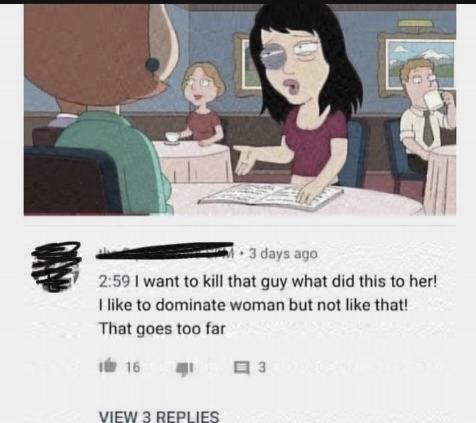 • 3 days ago
2:59 I want to kill that guy what did this to her!
I like to dominate woman but not like that!
That goes too far
16
3
VIEW 3 REPLIES